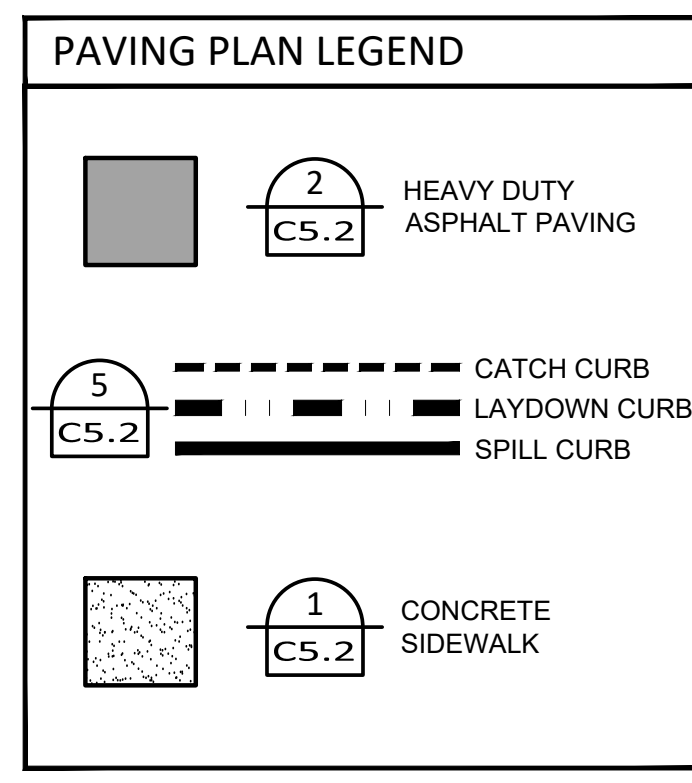 PAVING PLAN LEGEND
2
C5.2
HEAVY DUTY
ASPHALT PAVING
5
C5.2
CATCH CURB
LAYDOWN CURB
SPILL CURB
1
C5.2
CONCRETE
SIDEWALK